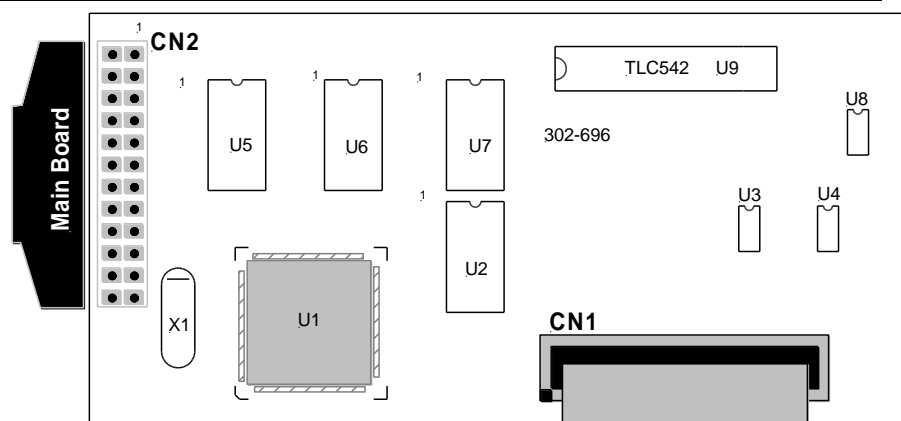 1
CN2
Main Board
1
U5
1
U6
1
U7
TLC542 U9
302-696
U8
1
U2
U3
U4
X1
U1
CN1